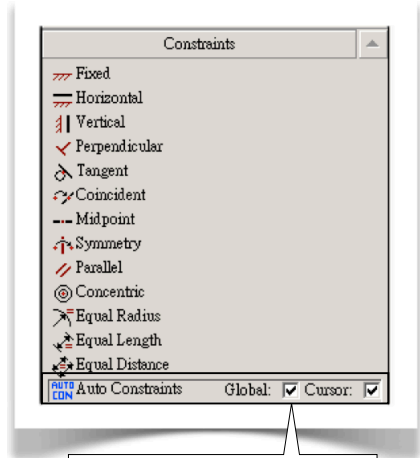 Constraints
Fixed
Horizontal
Vertical
Perpendicular
Tangent
Coincident
Midpoint
Symmetry
Parallel
Concentric
Equal Radius
Equal Length
Equal Distance
AUTO CON Auto Constraints Global: Cursor: